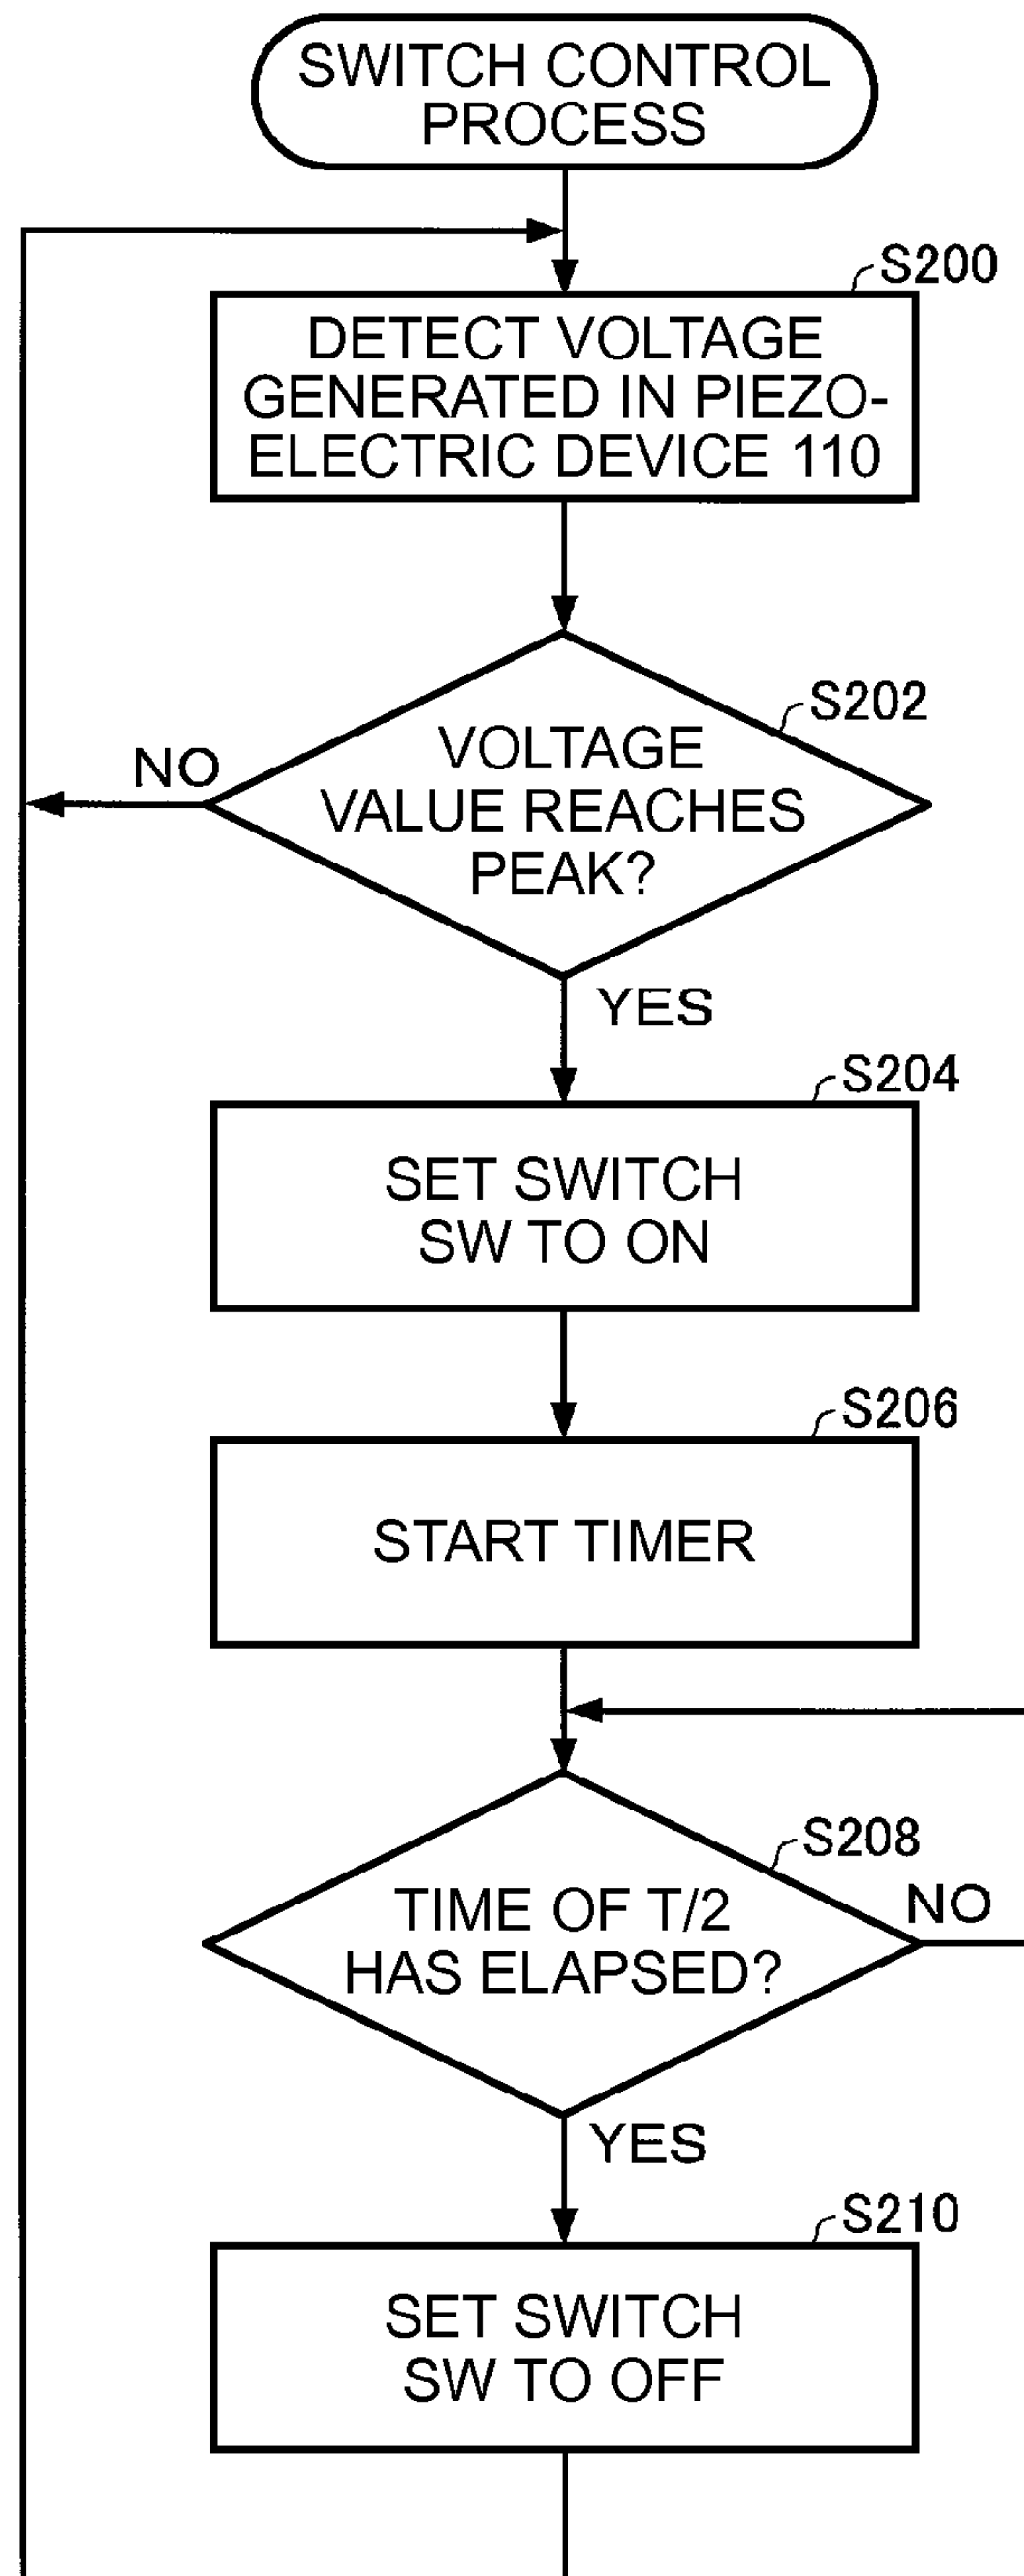 SWITCH CONTROL
PROCESS
S200
DETECT VOLTAGE
GENERATED IN PIEZO-
ELECTRIC DEVICE 110
S202
VOLTAGE
VALUE REACHES
PEAK?
NO
YES
S204
SET SWITCH
SW TO ON
S206
START TIMER
S208
TIME OF T/2
HAS ELAPSED?
NO
YES
S210
SET SWITCH
SW TO OFF